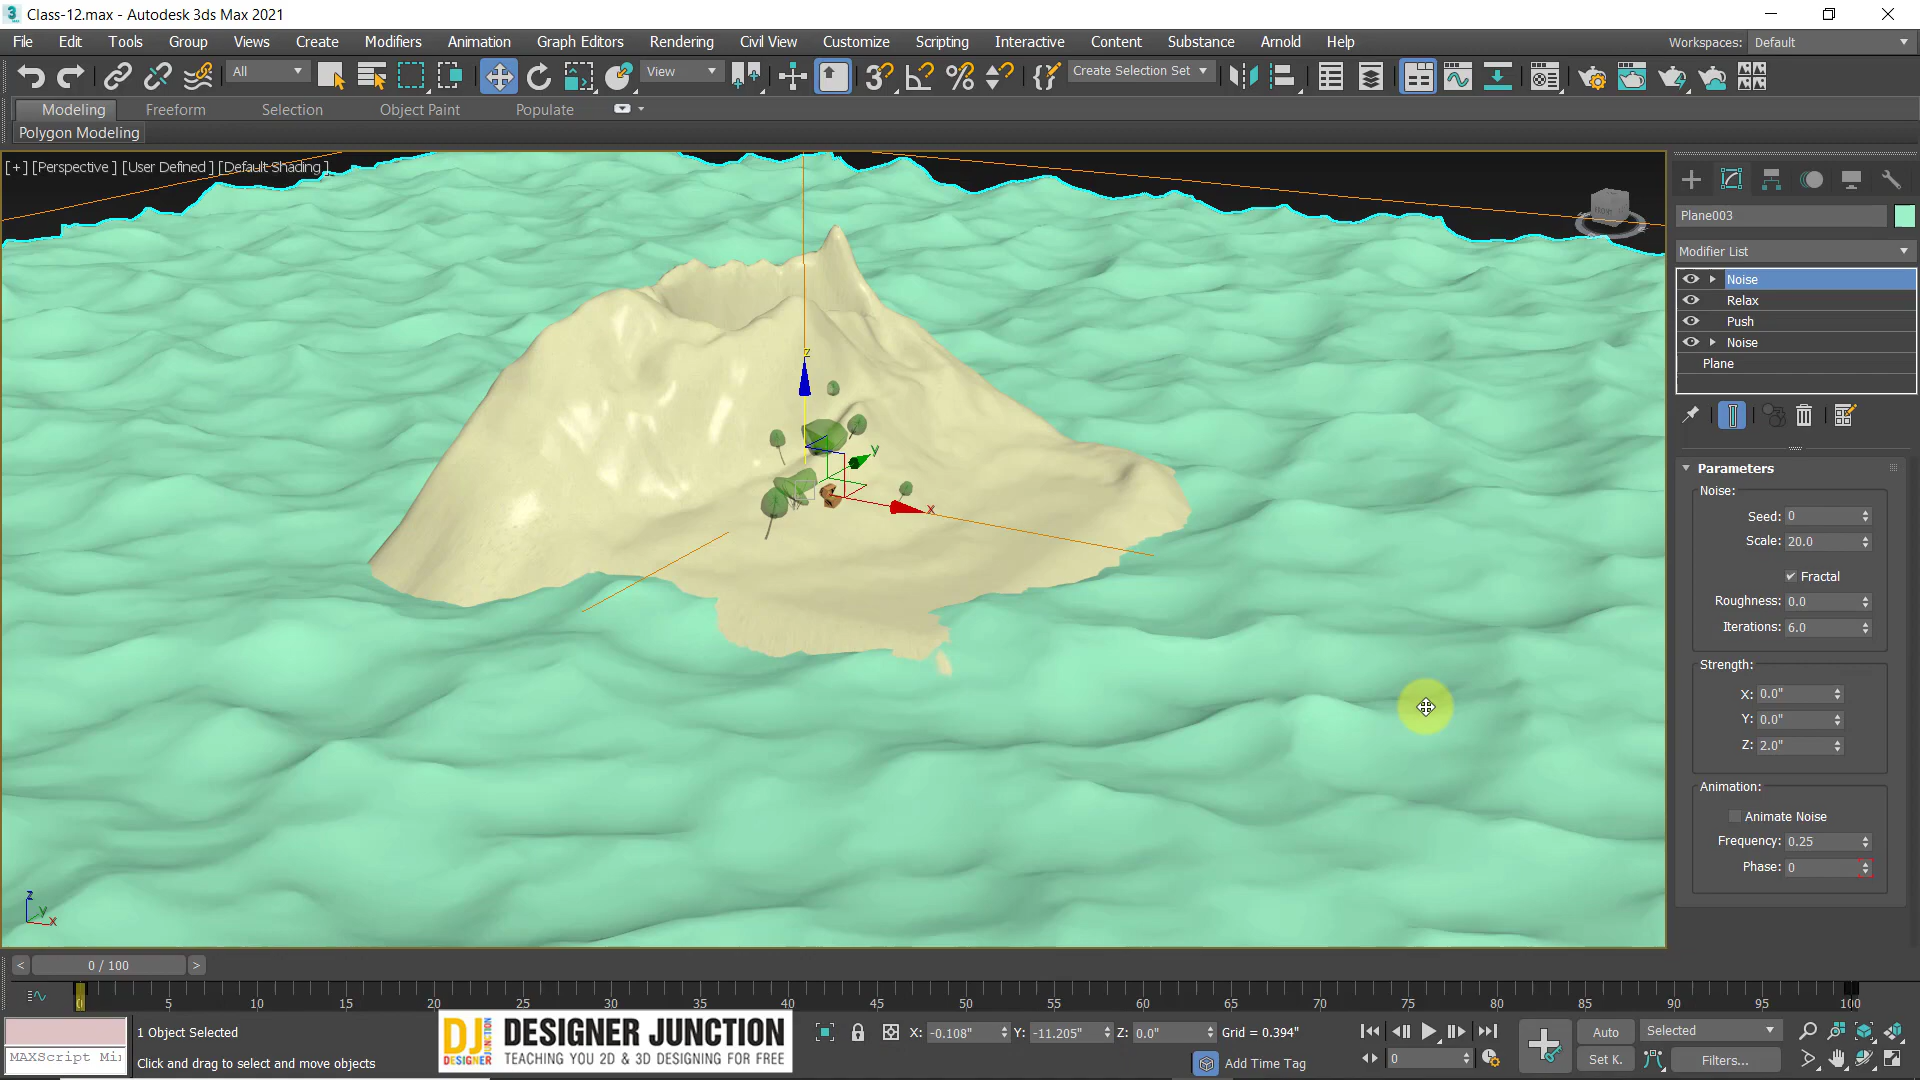 Class-12.max - Autodesk 3ds Max 2021
File Edit Tools Group Views Create Modifiers Animation Graph Editors Rendering Civil View Customize Scripting Interactive Content Substance Arnold Help
Workspaces: Default
All View Create Selection Set
Modeling Freeform Selection Object Paint Populate
Polygon Modeling
[+] [Perspective ] [User Defined ] [Default Shading ]
Plane003
Modifier List
Noise
Relax
Push
Noise
Plane
Parameters
Noise:
Seed: 0
Scale: 20.0
Fractal
Roughness: 0.0
Iterations: 6.0
Strength:
X: 0.0"
Y: 0.0"
Z: 2.0"
Animation:
Animate Noise
Frequency: 0.25
Phase: 0
z
y
x
z
y
x
< 0 / 100 >
0 5 10 15 20 25 30 35 40 45 50 55 60 65 70 75 80 85 90 95 100
1 Object Selected
MAXScript Mi
Click and drag to select and move objects
DJ DESIGNER JUNCTION
DESIGNER JUNCTION
TEACHING YOU 2D & 3D DESIGNING FOR FREE
X: -0.108" Y: -11.205" Z: 0.0" Grid = 0.394"
Add Time Tag
0
Auto Selected
Set K. Filters...